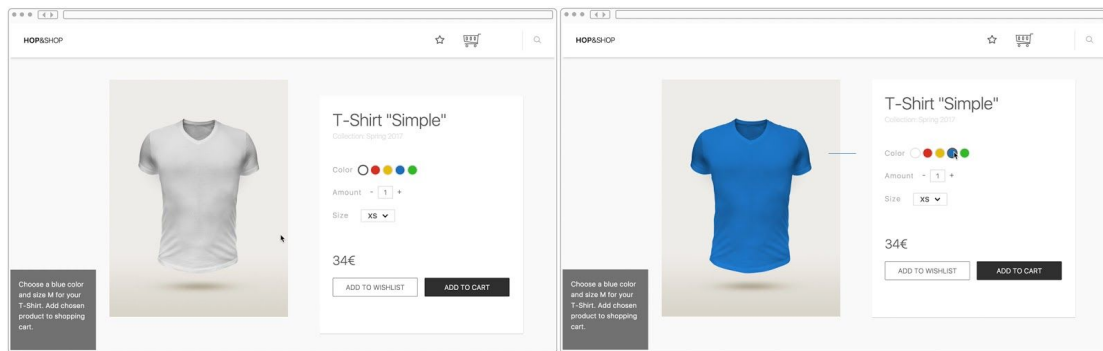 HOP&SHOP
T-Shirt "Simple"
Collection: Spring 2017
Color
Amount - 1 +
Size XS
34€
ADD TO WISHLIST ADD TO CART
Choose a blue color
and size M for your
T-Shirt. Add chosen
product to shopping
cart.
HOP&SHOP
T-Shirt "Simple"
Collection: Spring 2017
Color
Amount - 1 +
Size XS
34€
ADD TO WISHLIST ADD TO CART
Choose a blue color
and size M for your
T-Shirt. Add chosen
product to shopping
cart.